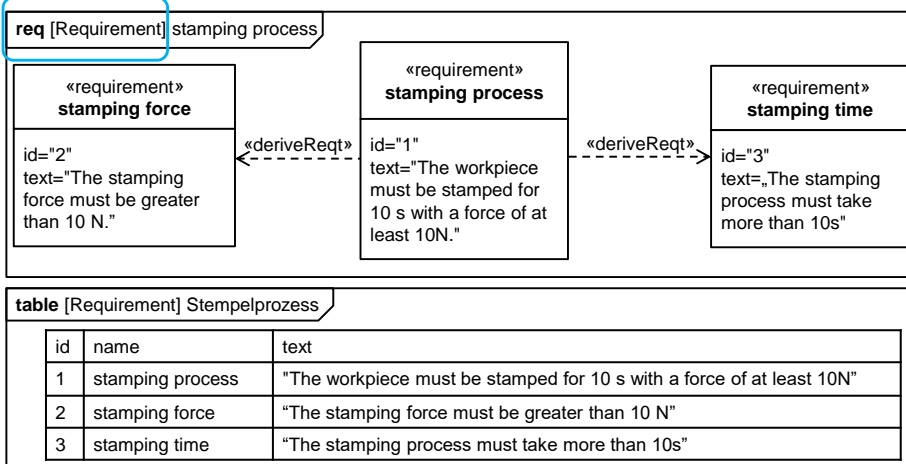 req [Requirement] stamping process
«requirement»
stamping force
id="2"
text="The stamping
force must be greater
than 10 N.”
«deriveReqt»
«requirement»
stamping process
id="1"
text="The workpiece
must be stamped for
10 s with a force of at
least 10N."
«deriveReqt»
«requirement»
stamping time
id="3"
text=„The stamping
process must take
more than 10s"
table [Requirement] Stempelprozess
id name text
1 stamping process "The workpiece must be stamped for 10 s with a force of at least 10N”
2 stamping force “The stamping force must be greater than 10 N”
3 stamping time “The stamping process must take more than 10s”